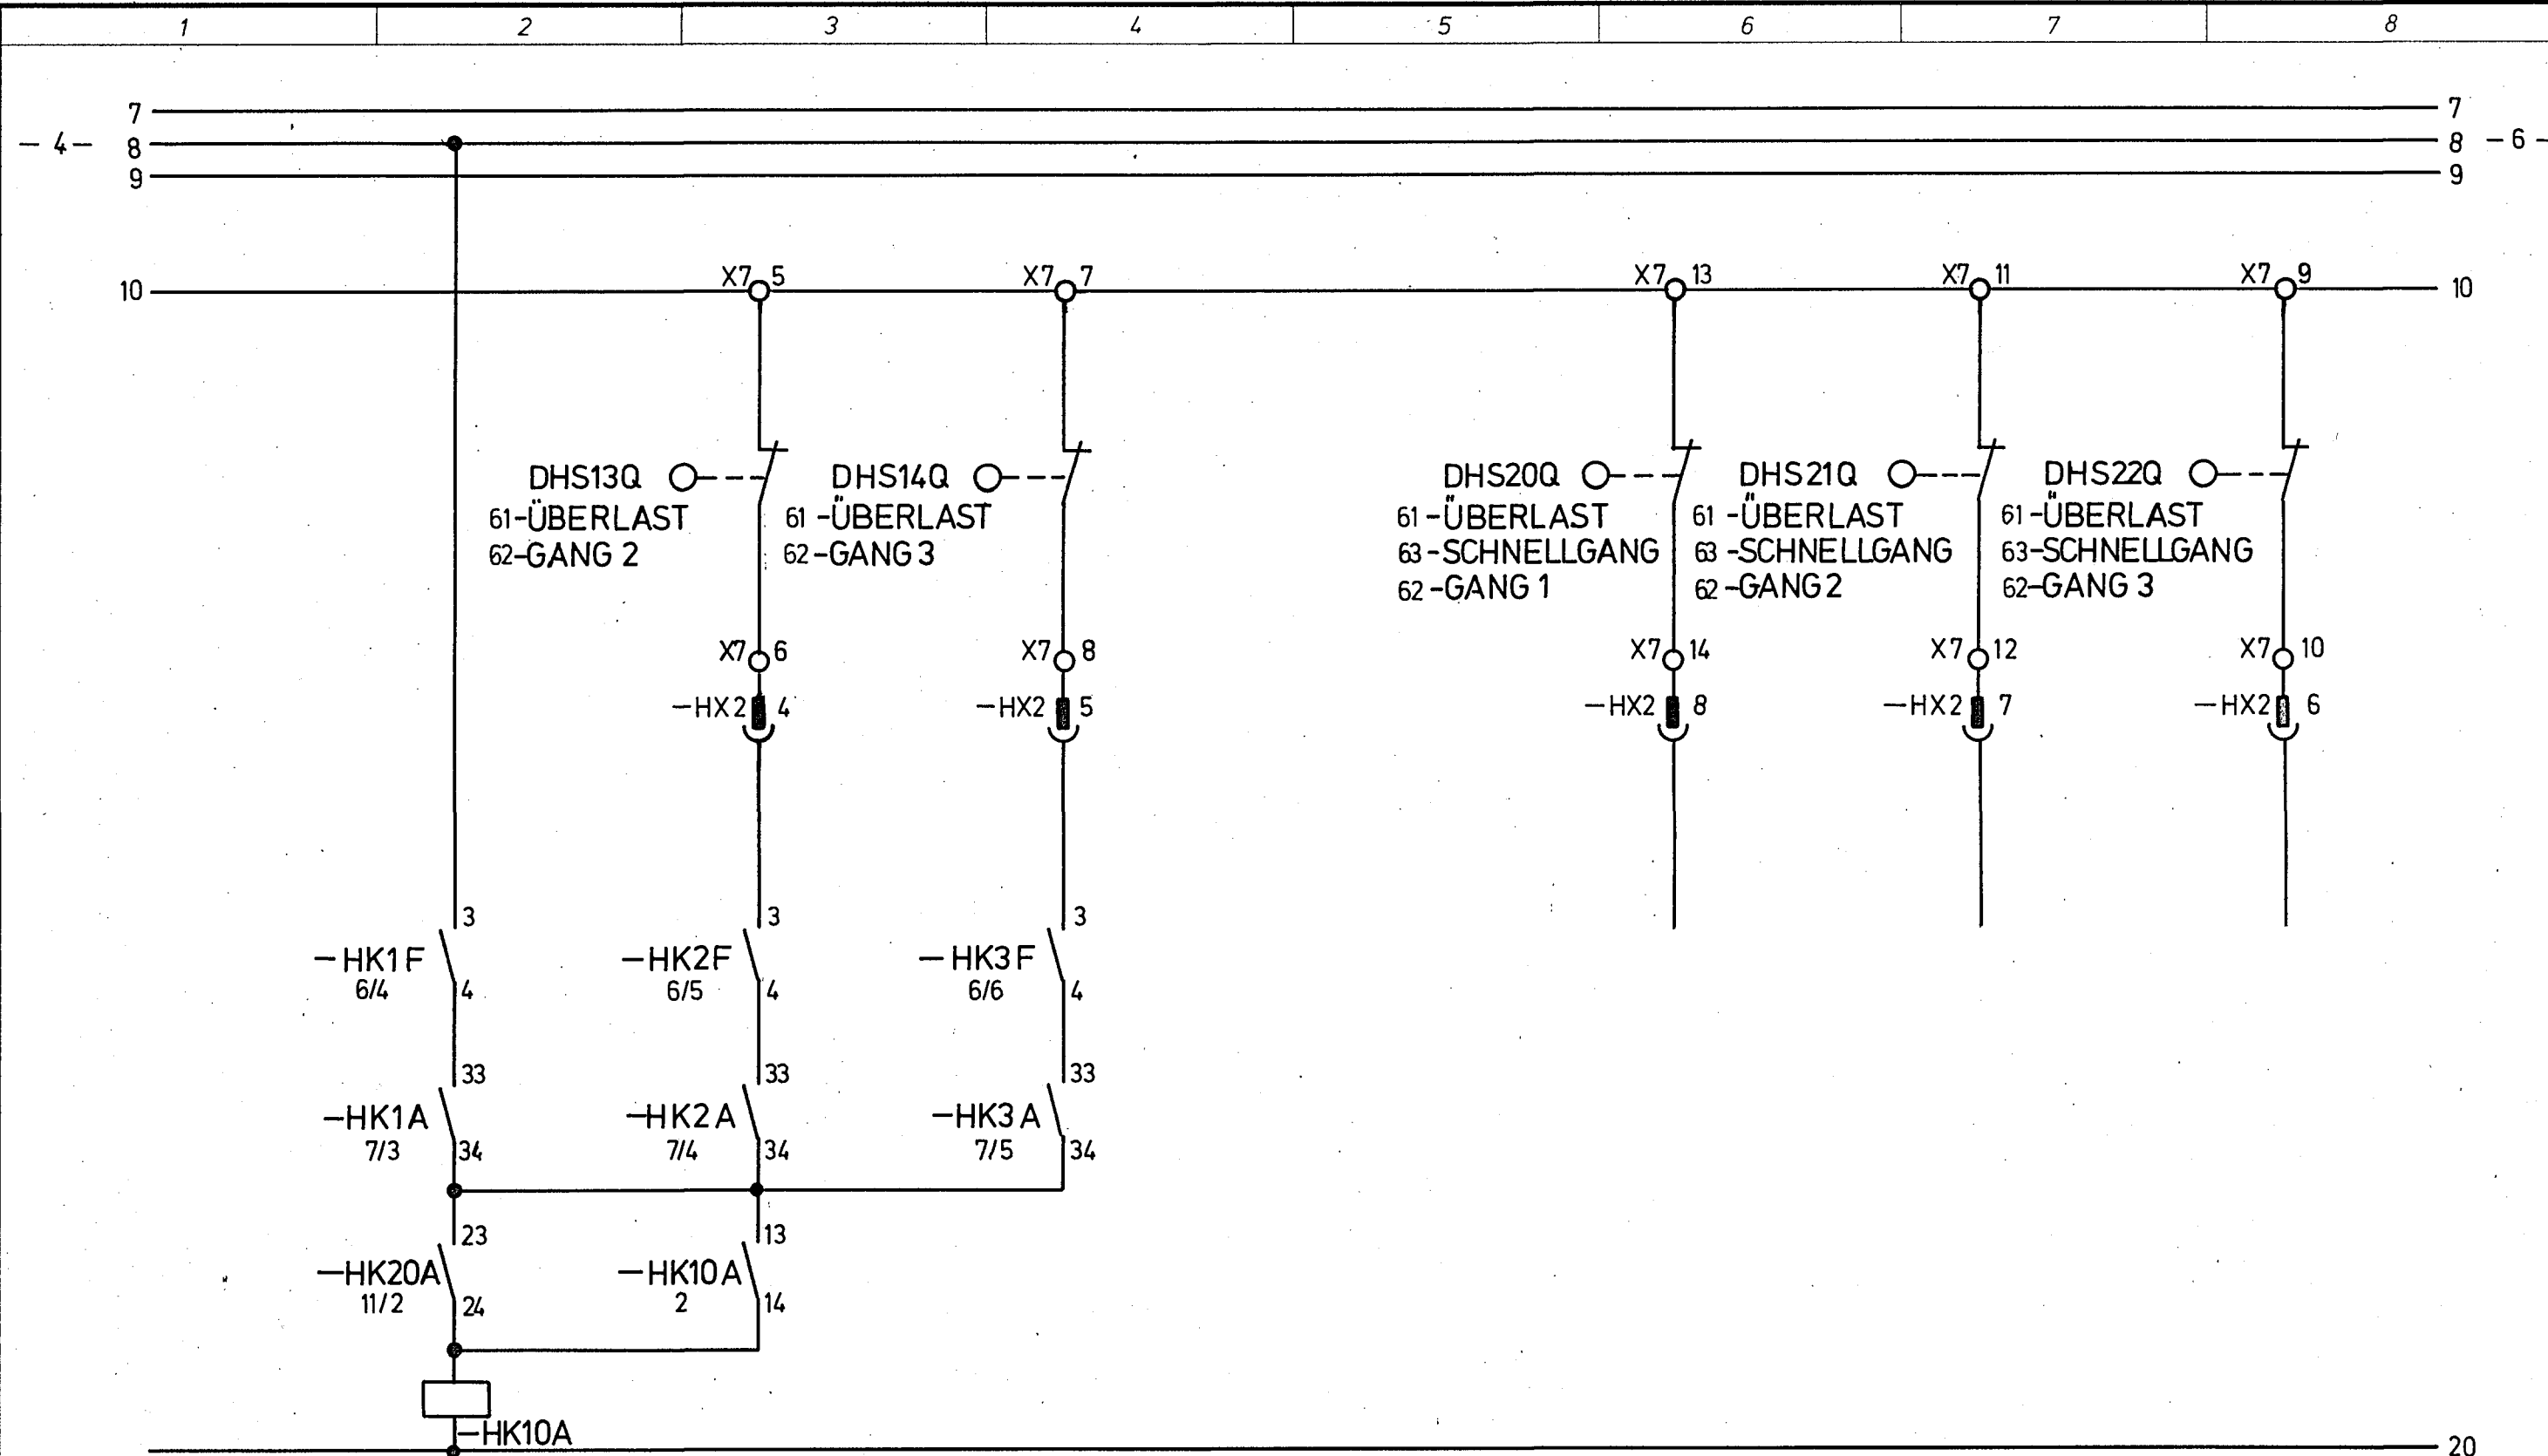 1 2 3 4 5 6 7 8
7 7
— 4 — 8 8 — 6 —
9 9
10 X7 5 X7 7 X7 13 X7 11 X7 9 10
DHS13Q DHS14Q DHS20Q DHS21Q DHS22Q
61-ÜBERLAST 61-ÜBERLAST 61-ÜBERLAST 61-ÜBERLAST 61-ÜBERLAST
62-GANG 2 62-GANG 3 63-SCHNELLGANG 63-SCHNELLGANG 63-SCHNELLGANG
62-GANG 1 62-GANG 2 62-GANG 3
X7 6 X7 8 X7 14 X7 12 X7 10
—HX2 4 —HX2 5 —HX2 8 —HX2 7 —HX2 6
3 3 3
—HK1F —HK2F —HK3F
6/4 4 6/5 4 6/6 4
33 33 33
—HK1A —HK2A —HK3A
7/3 34 7/4 34 7/5 34
23 13
—HK20A —HK10A
11/2 24 2 14
—HK10A
20